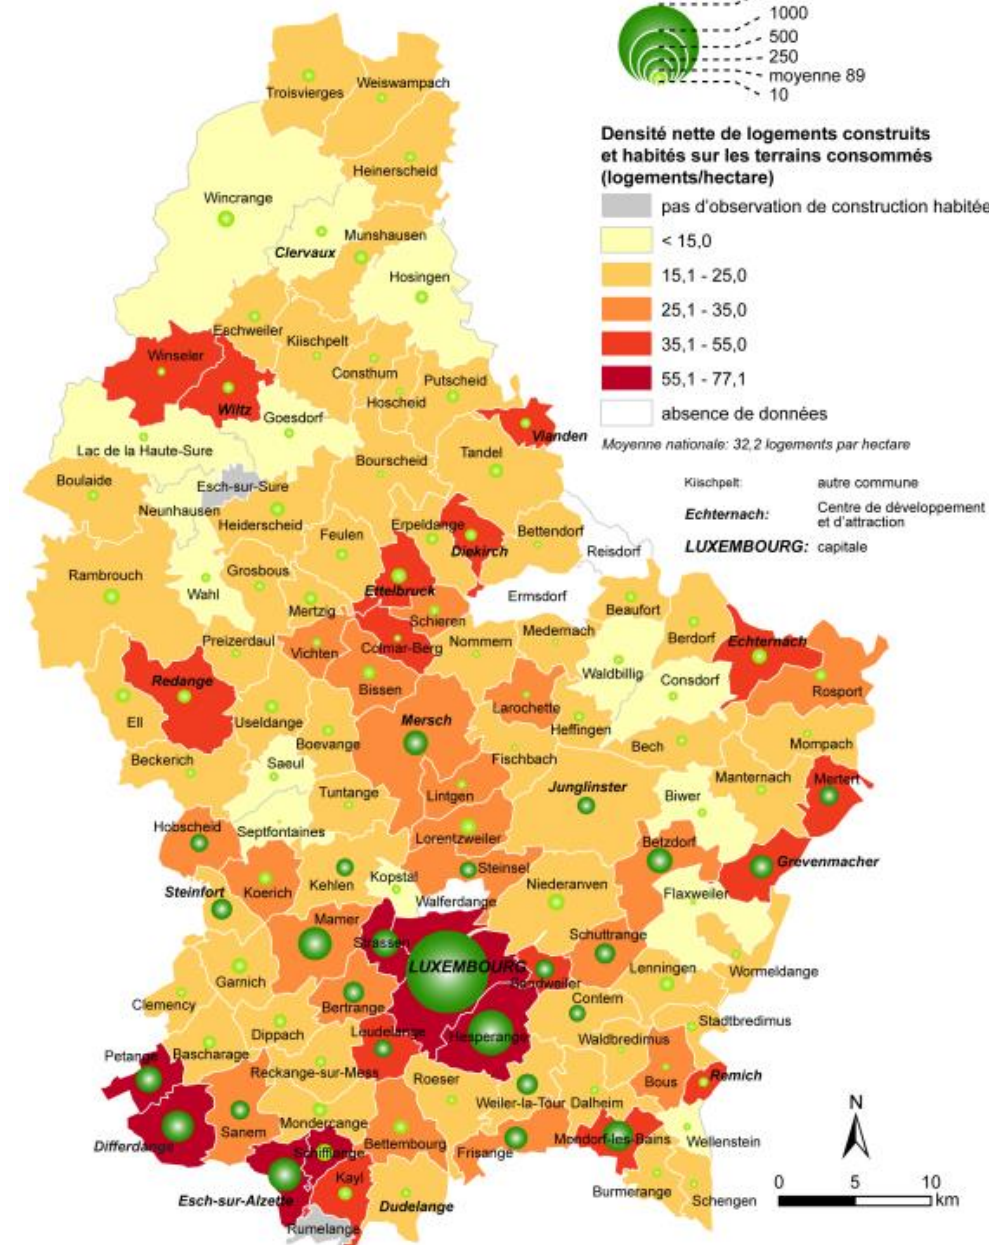 1000
500
250
moyenne 89
10
Densité nette de logements construits
et habités sur les terrains consommés
(logements/hectare)
pas d'observation de construction habitée
< 15,0
15,1 - 25,0
25,1 - 35,0
35,1 - 55,0
55,1 - 77,1
absence de données
Moyenne nationale: 32,2 logements par hectare
Kiischpelt: autre commune
Echternach: Centre de développement
et d'attraction
LUXEMBOURG: capitale
Troisvierges
Weiswampach
Heinerscheid
Wincrange
Clervaux
Munshausen
Hosingen
Eschweiler
Kiischpelt
Winseler
Consthum
Putscheid
Hoscheid
Wiltz
Goesdorf
Vianden
Lac de la Haute-Sure
Bourscheid
Tandel
Boulaide
Esch-sur-Sure
Neunhausen
Heiderscheid
Feulen
Erpeldange
Bettendorf
Diekirch
Reisdorf
Rambrouch
Grosbous
Wahl
Ettelbruck
Ermsdorf
Mertzig
Schieren
Beaufort
Preizerdaul
Vichten
Colmar-Berg
Nommern
Medernach
Berdorf
Echternach
Redange
Bissen
Waldbillig
Consdorf
Rosport
Larochette
Ell
Useldange
Mersch
Heffingen
Boevange
Bech
Mompach
Beckerich
Saeul
Fischbach
Tuntange
Lintgen
Junglinster
Biwer
Manternach
Mertert
Hobscheid
Septfontaines
Lorentzweiler
Betzdorf
Grevenmacher
Steinsel
Steinfort
Koerich
Kehlen
Kopstal
Niederanven
Flaxweiler
Walferdange
Mamer
Strassen
Schuttrange
LUXEMBOURG
Lenningen
Wormeldange
Garnich
Sandweiler
Clemency
Bertrange
Contern
Stadtbredimus
Dippach
Leudelange
Hesperange
Waldbredimus
Petange
Bascharage
Reckange-sur-Mess
Roeser
Bous
Remich
Weiler-la-Tour
Dalheim
Sanem
Mondercange
Differdange
Bettembourg
Frisange
Mondorf-les-Bains
Wellenstein
Schifflange
Kayl
Esch-sur-Alzette
Dudelange
Burmerange
Schengen
Rumelange
N
0 5 10
km